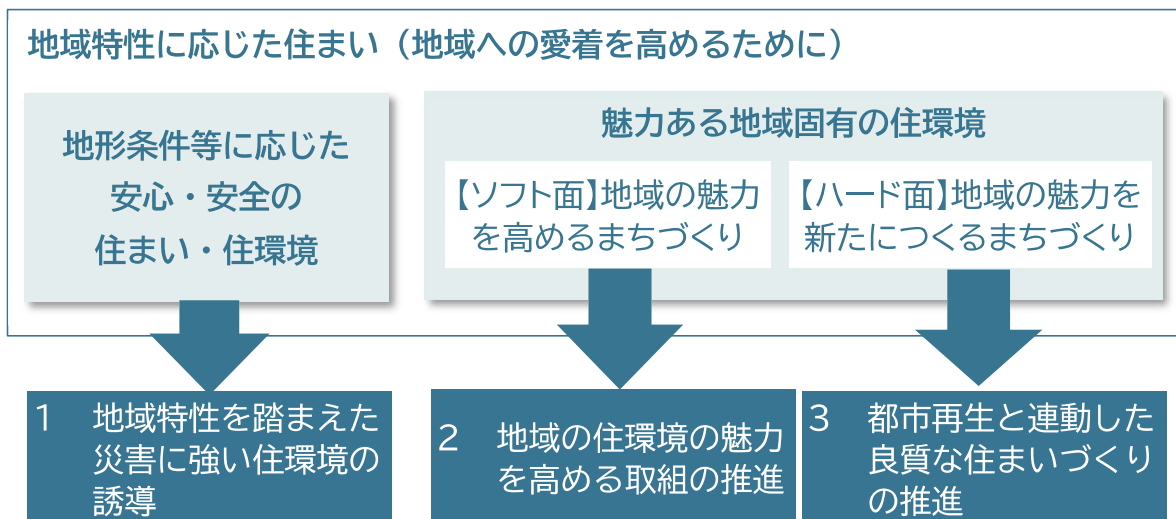 地域特性に応じた住まい（地域への愛着を高めるために）
地形条件等に応じた
安心・安全の
住まい・住環境
魅力ある地域固有の住環境
【ソフト面】地域の魅力
を高めるまちづくり
【ハード面】地域の魅力を
新たにつくるまちづくり
1 地域特性を踏まえた
災害に強い住環境の
誘導
2 地域の住環境の魅力
を高める取組の推進
3 都市再生と連動した
良質な住まいづくり
の推進